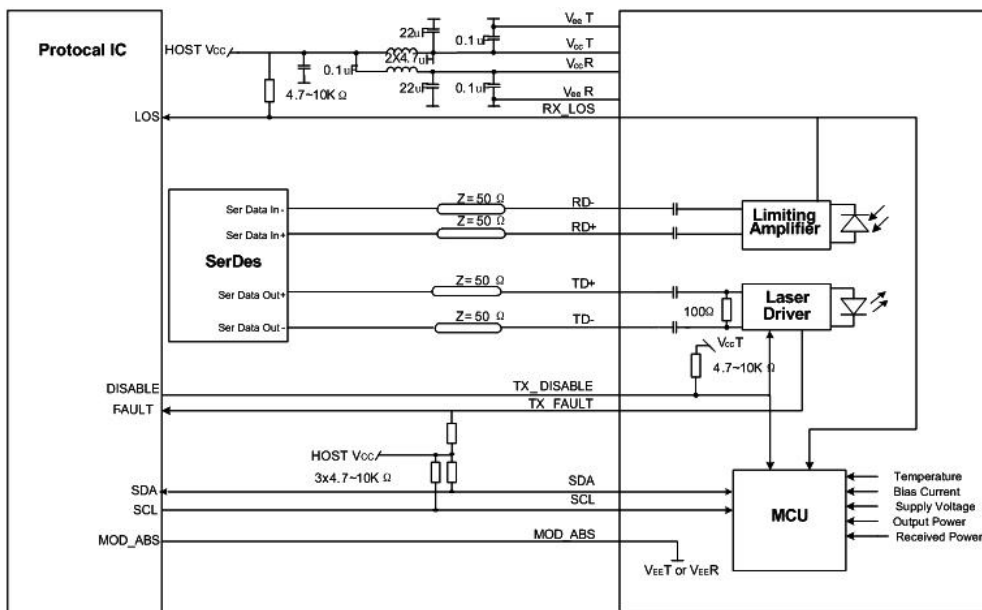 Protocal IC
HOST Vcc
22uF
0.1uF
2X4.7uH
0.1uF
22uF
0.1uF
4.7~10K Ω
VeeT
VccT
VccR
VeeR
LOS
RX_LOS
SerDes
Ser Data In-
Ser Data In+
Ser Data Out+
Ser Data Out-
Z=50 Ω
Z=50 Ω
Z=50 Ω
Z=50 Ω
RD-
RD+
TD+
TD-
Limiting
Amplifier
100Ω
Laser
Driver
VccT
4.7~10K Ω
DISABLE
TX_DISABLE
FAULT
TX_FAULT
HOST Vcc
3x4.7~10K Ω
SDA
SDA
SCL
SCL
MOD_ABS
MOD_ABS
VEET or VEER
MCU
Temperature
Bias Current
Supply Voltage
Output Power
Received Power